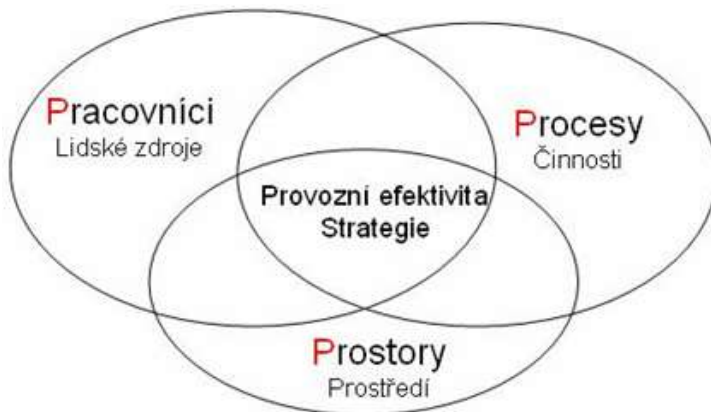 Pracovníci
Lidské zdroje
Procesy
Činnosti
Provozní efektivita
Strategie
Prostory
Prostředí